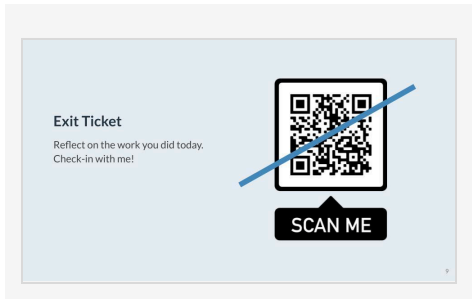 Exit Ticket
Reflect on the work you did today.
Check-in with me!
SCAN ME
9